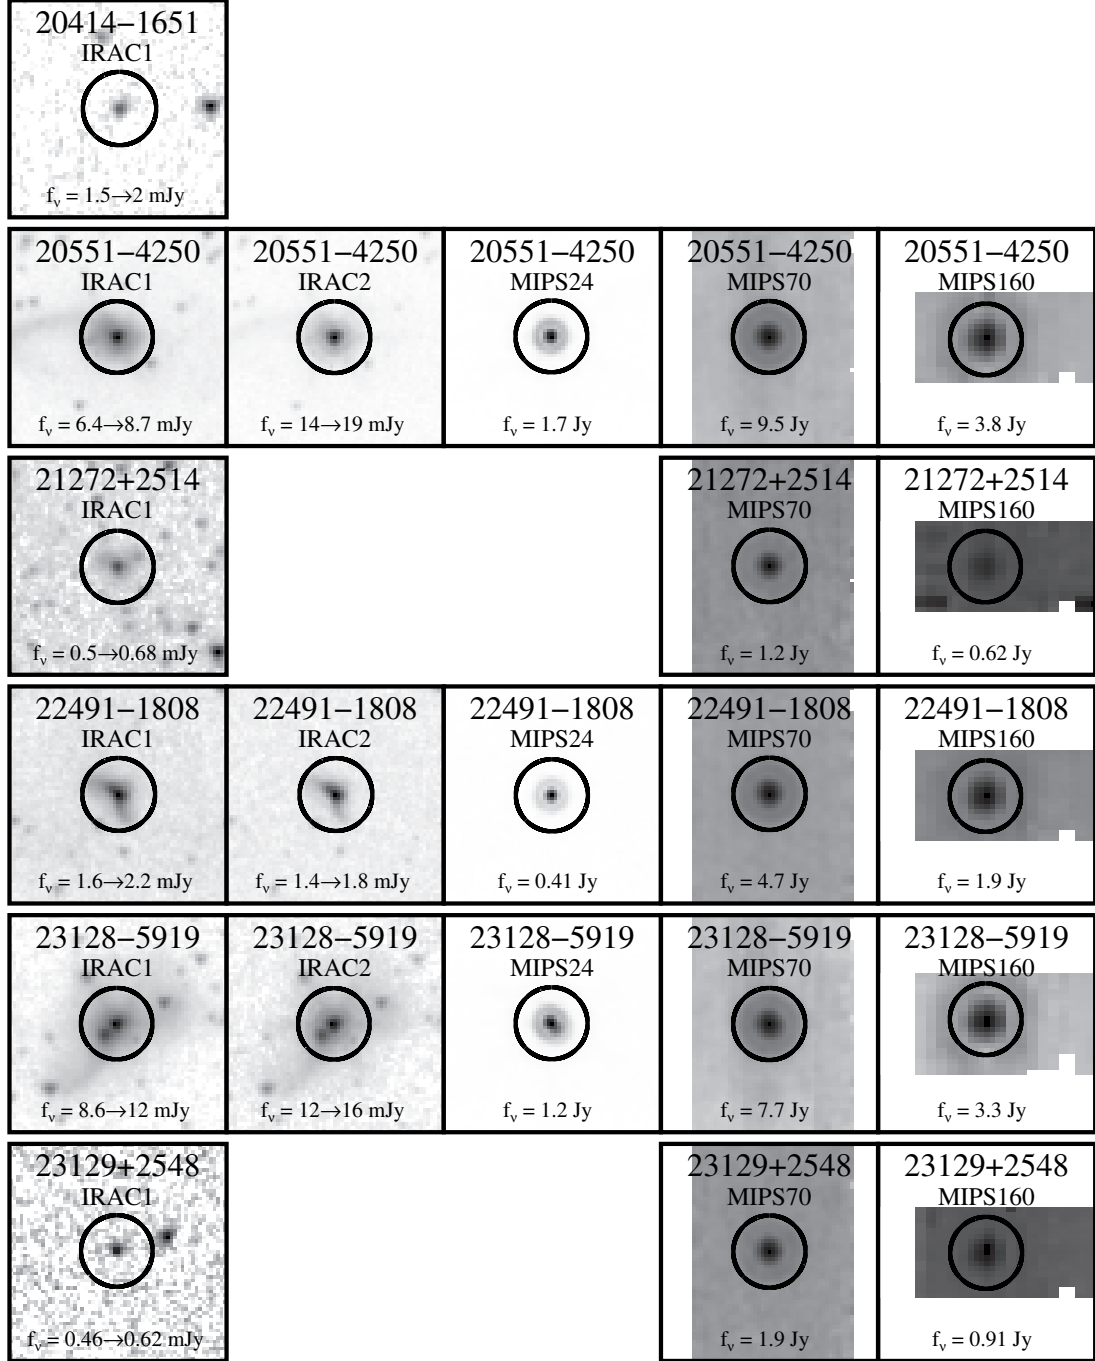 20414−1651
IRAC1
fν = 1.5→2 mJy
20551−4250
IRAC1
fν = 6.4→8.7 mJy
20551−4250
IRAC2
fν = 14→19 mJy
20551−4250
MIPS24
fν = 1.7 Jy
20551−4250
MIPS70
fν = 9.5 Jy
20551−4250
MIPS160
fν = 3.8 Jy
21272+2514
IRAC1
fν = 0.5→0.68 mJy
21272+2514
MIPS70
fν = 1.2 Jy
21272+2514
MIPS160
fν = 0.62 Jy
22491−1808
IRAC1
fν = 1.6→2.2 mJy
22491−1808
IRAC2
fν = 1.4→1.8 mJy
22491−1808
MIPS24
fν = 0.41 Jy
22491−1808
MIPS70
fν = 4.7 Jy
22491−1808
MIPS160
fν = 1.9 Jy
23128−5919
IRAC1
fν = 8.6→12 mJy
23128−5919
IRAC2
fν = 12→16 mJy
23128−5919
MIPS24
fν = 1.2 Jy
23128−5919
MIPS70
fν = 7.7 Jy
23128−5919
MIPS160
fν = 3.3 Jy
23129+2548
IRAC1
fν = 0.46→0.62 mJy
23129+2548
MIPS70
fν = 1.9 Jy
23129+2548
MIPS160
fν = 0.91 Jy